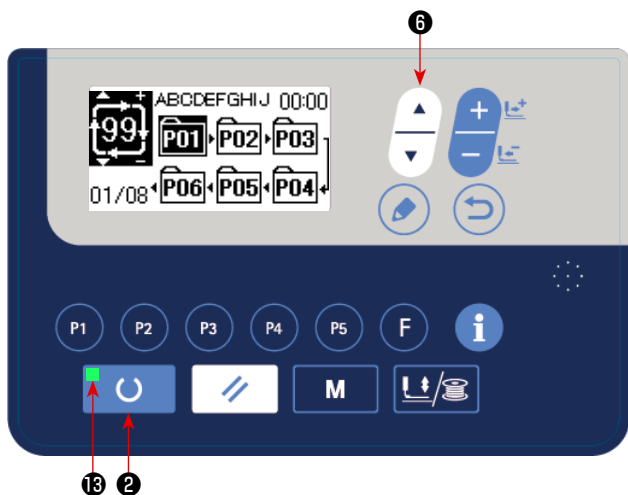 ❻
ABCDEFGHIJ 00:00
99
P01 P02 P03
01/08 P06 P05 P04
P1 P2 P3 P4 P5 F i
M
⓭ ❷